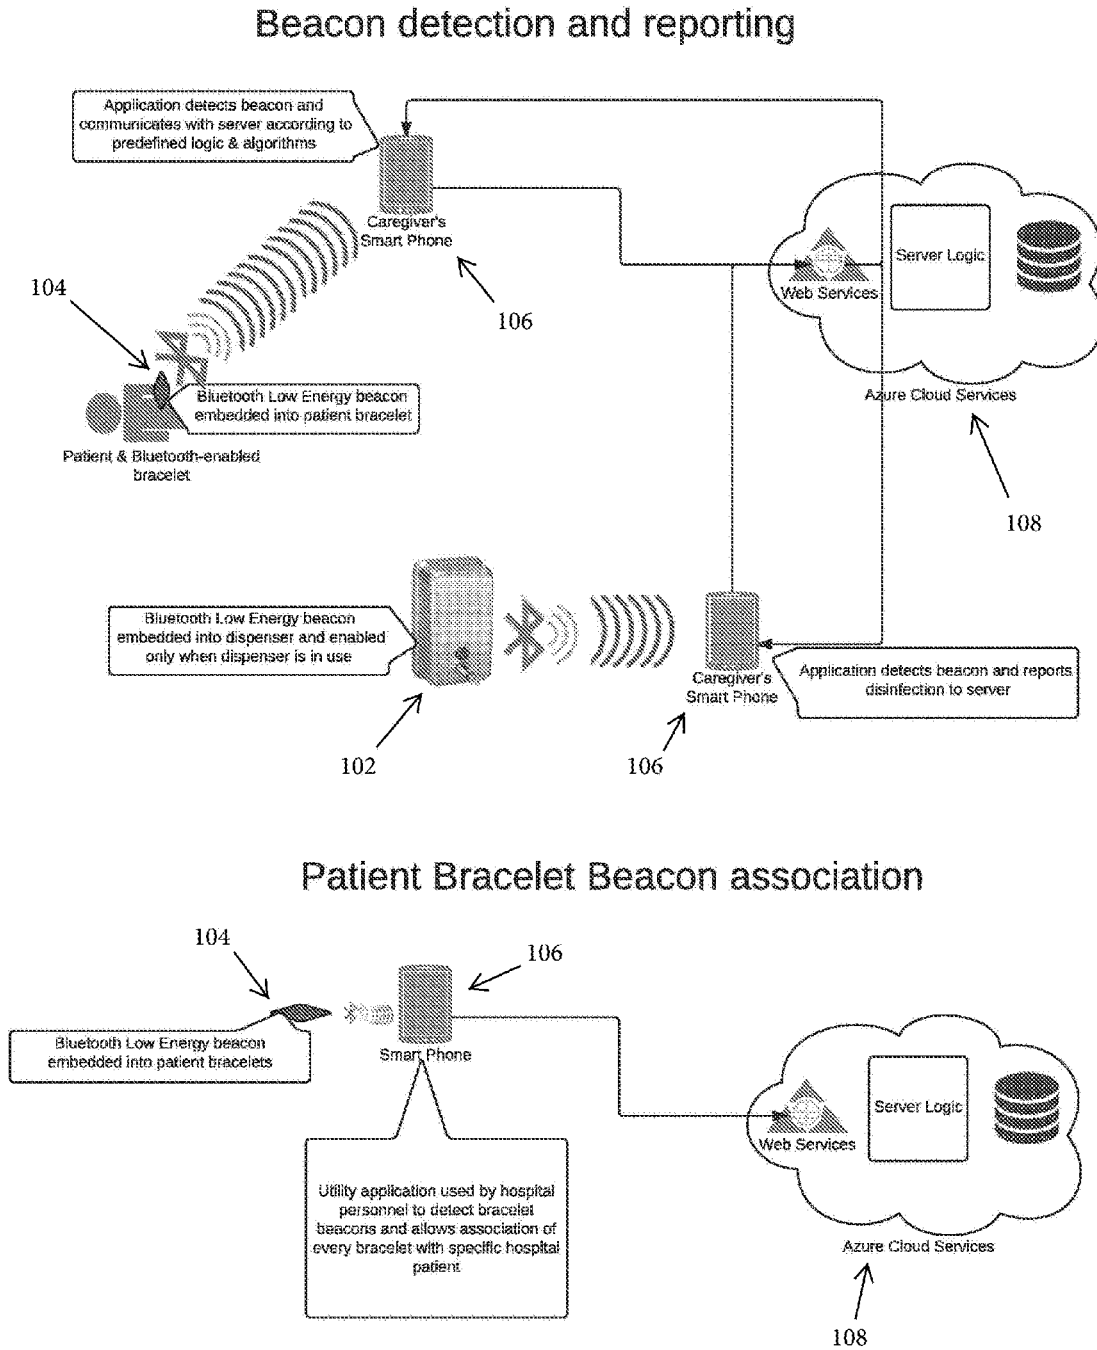 Beacon detection and reporting
Application detects beacon and
communicates with server according to
predefined logic & algorithms
Caregiver's
Smart Phone
Server Logic
Web Services
104
106
Bluetooth Low Energy beacon
embedded into patient bracelet
Azure Cloud Services
Patient & Bluetooth-enabled
bracelet
108
Bluetooth Low Energy beacon
embedded into dispenser and enabled
only when dispenser is in use
Caregiver's
Smart Phone
Application detects beacon and reports
disinfection to server
102
106
Patient Bracelet Beacon association
104
106
Bluetooth Low Energy beacon
embedded into patient bracelets
Smart Phone
Server Logic
Web Services
Utility application used by hospital
personnel to detect bracelet
beacons and allows association of
every bracelet with specific hospital
patient
Azure Cloud Services
108